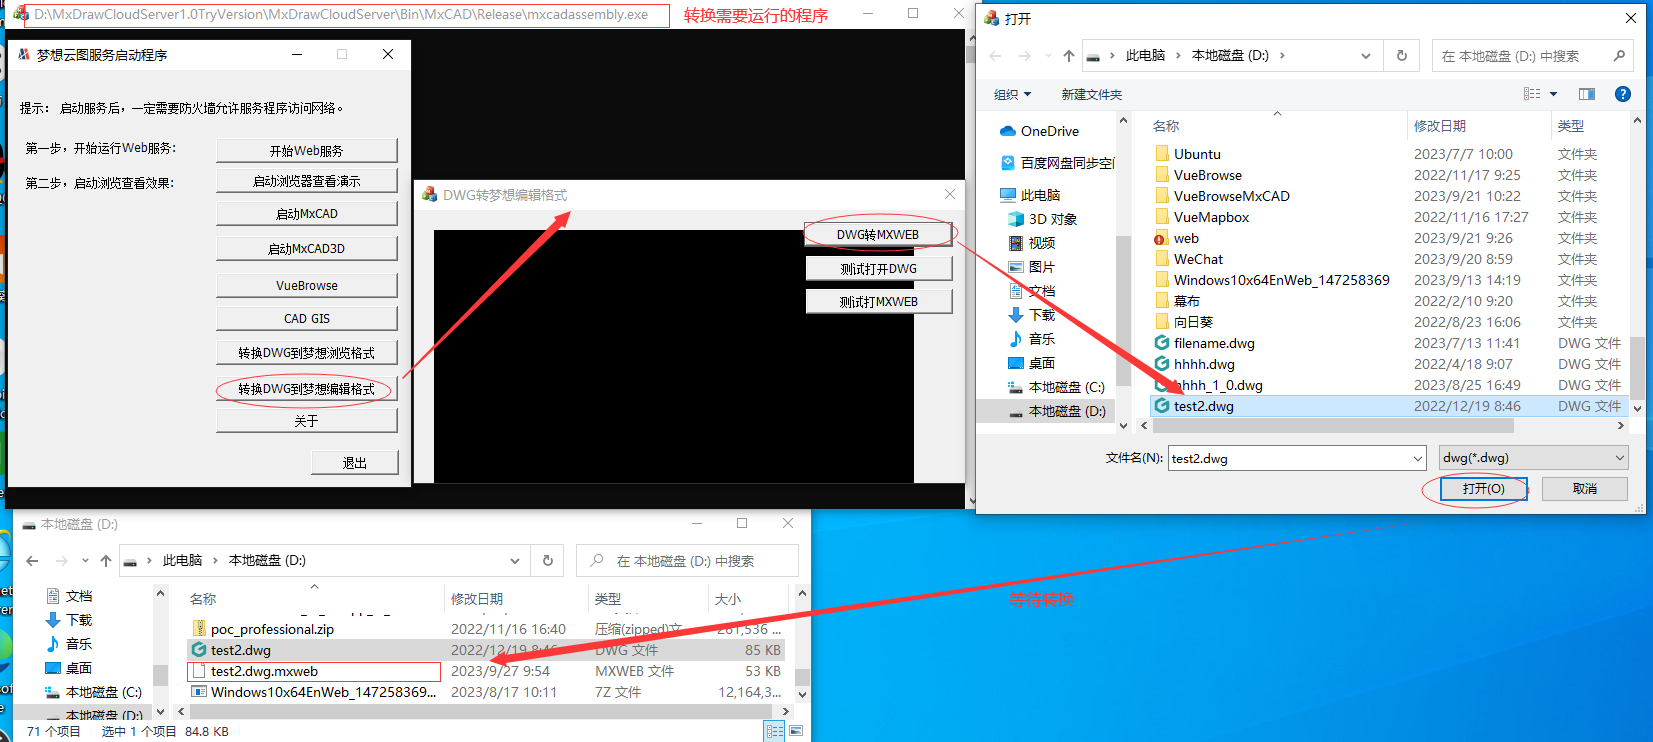 D:\MxDrawCloudServer1.0TryVersion\MxDrawCloudServer\Bin\MxCAD\Release\mxcadassembly.exe
转换需要运行的程序
梦想云图服务启动程序
提示： 启动服务后，一定需要防火墙允许服务程序访问网络。
第一步，开始运行Web服务:
开始Web服务
第二步，启动浏览查看效果:
启动浏览器查看演示
启动MxCAD
启动MxCAD3D
VueBrowse
CAD GIS
转换DWG到梦想浏览格式
转换DWG到梦想编辑格式
关于
退出
DWG转梦想编辑格式
DWG转MXWEB
测试打开DWG
测试打MXWEB
打开
此电脑
本地磁盘 (D:)
在 本地磁盘 (D:) 中搜索
组织
新建文件夹
OneDrive
百度网盘同步空间
此电脑
3D 对象
视频
图片
文档
下载
音乐
桌面
本地磁盘 (C:)
本地磁盘 (D:)
名称 修改日期 类型
Ubuntu 2023/7/7 10:00 文件夹
VueBrowse 2022/11/17 9:25 文件夹
VueBrowseMxCAD 2023/9/21 10:22 文件夹
VueMapbox 2022/11/16 17:27 文件夹
web 2023/9/21 9:26 文件夹
WeChat 2023/9/20 8:59 文件夹
Windows10x64EnWeb_147258369 2023/9/13 14:19 文件夹
幕布 2022/2/10 9:20 文件夹
向日葵 2022/8/23 16:06 文件夹
filename.dwg 2023/7/13 11:41 DWG 文件
hhhh.dwg 2022/4/18 9:07 DWG 文件
hhhh_1_0.dwg 2023/8/25 16:49 DWG 文件
test2.dwg 2022/12/19 8:46 DWG 文件
文件名(N):
test2.dwg
dwg(*.dwg)
打开(O)
取消
本地磁盘 (D:)
此电脑
本地磁盘 (D:)
在 本地磁盘 (D:) 中搜索
文档
下载
音乐
桌面
本地磁盘 (C:)
本地磁盘 (D:)
名称 修改日期 类型 大小
poc_professional.zip 2022/11/16 16:40 压缩(zipped)文... 261,536 ...
test2.dwg 2022/12/19 8:46 DWG 文件 85 KB
test2.dwg.mxweb 2023/9/27 9:54 MXWEB 文件 53 KB
Windows10x64EnWeb_147258369... 2023/8/17 10:11 7Z 文件 12,164,3...
71 个项目 选中 1 个项目 84.8 KB
等待转换